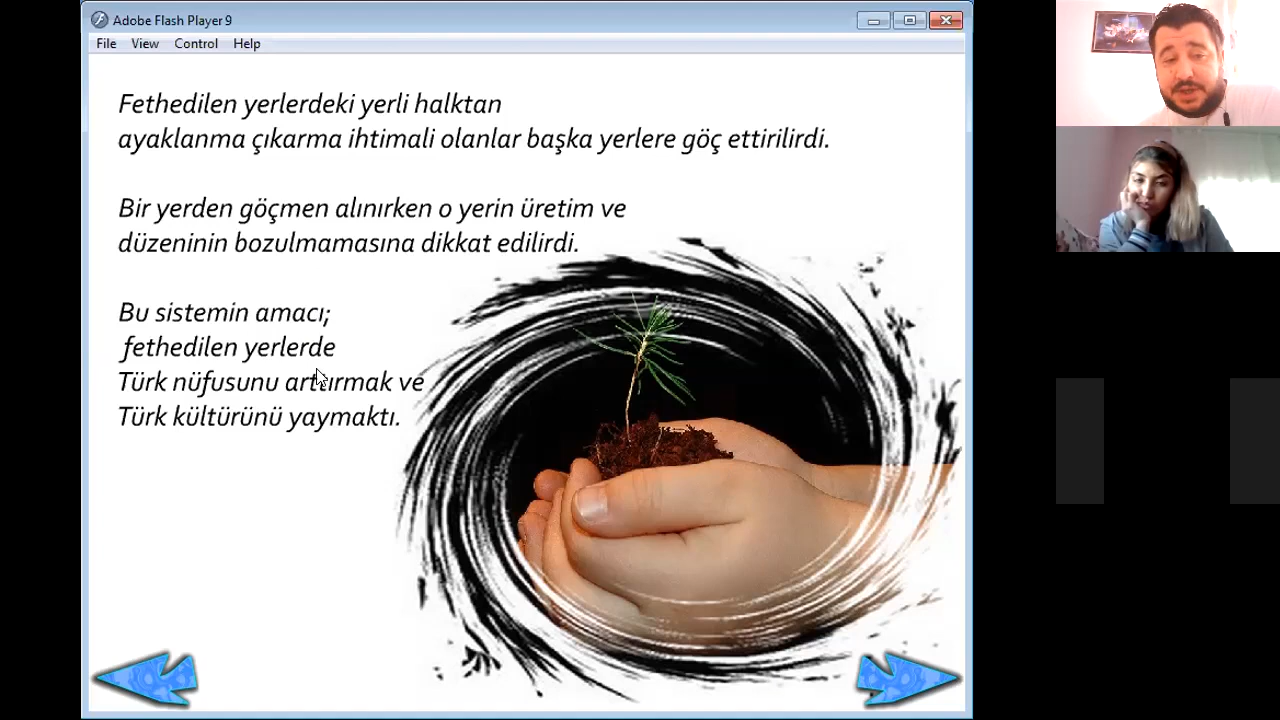 Adobe Flash Player 9
File View Control Help
Fethedilen yerlerdeki yerli halktan
ayaklanma çıkarma ihtimali olanlar başka yerlere göç ettirilirdi.
Bir yerden göçmen alınırken o yerin üretim ve
düzeninin bozulmamasına dikkat edilirdi.
Bu sistemin amacı;
fethedilen yerlerde
Türk nüfusunu arttırmak ve
Türk kültürünü yaymaktı.